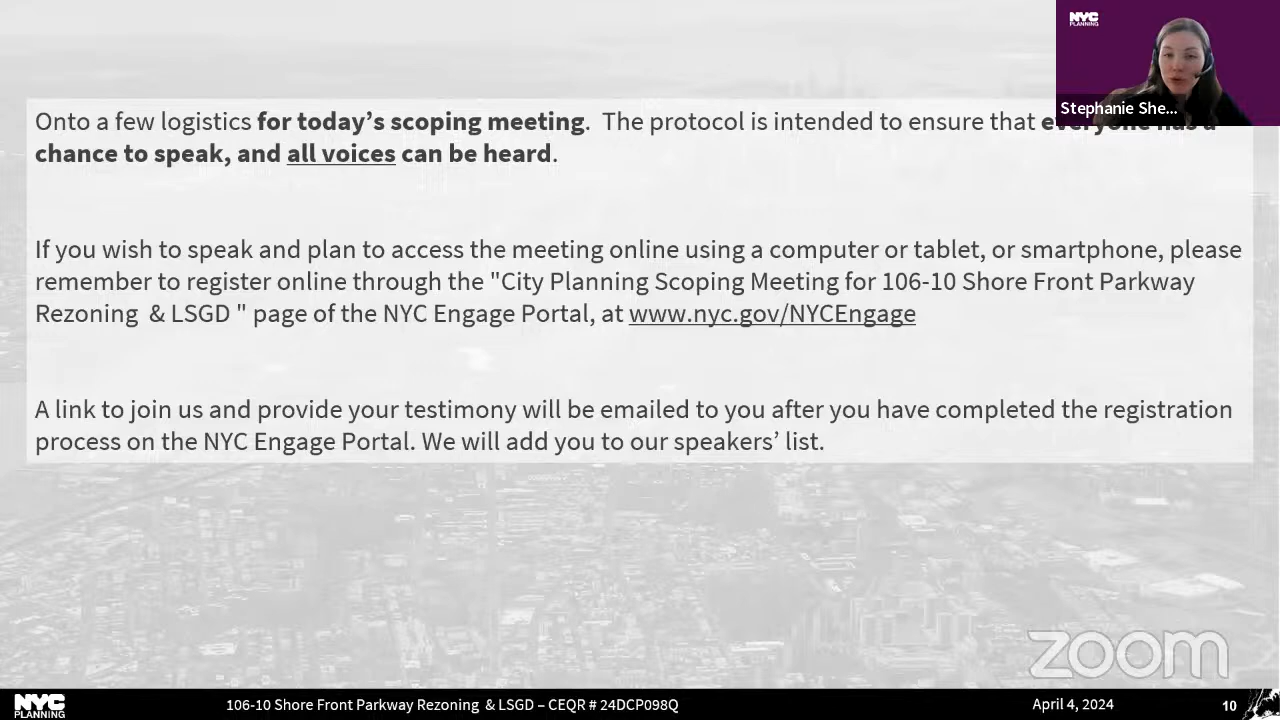 NYC
PLANNING
Stephanie She...
Onto a few logistics for today’s scoping meeting.  The protocol is intended to ensure that everyone has a
chance to speak, and all voices can be heard.
If you wish to speak and plan to access the meeting online using a computer or tablet, or smartphone, please
remember to register online through the "City Planning Scoping Meeting for 106-10 Shore Front Parkway
Rezoning  & LSGD " page of the NYC Engage Portal, at www.nyc.gov/NYCEngage
A link to join us and provide your testimony will be emailed to you after you have completed the registration
process on the NYC Engage Portal. We will add you to our speakers’ list.
zoom
NYC
PLANNING
106-10 Shore Front Parkway Rezoning  & LSGD – CEQR # 24DCP098Q
April 4, 2024
10